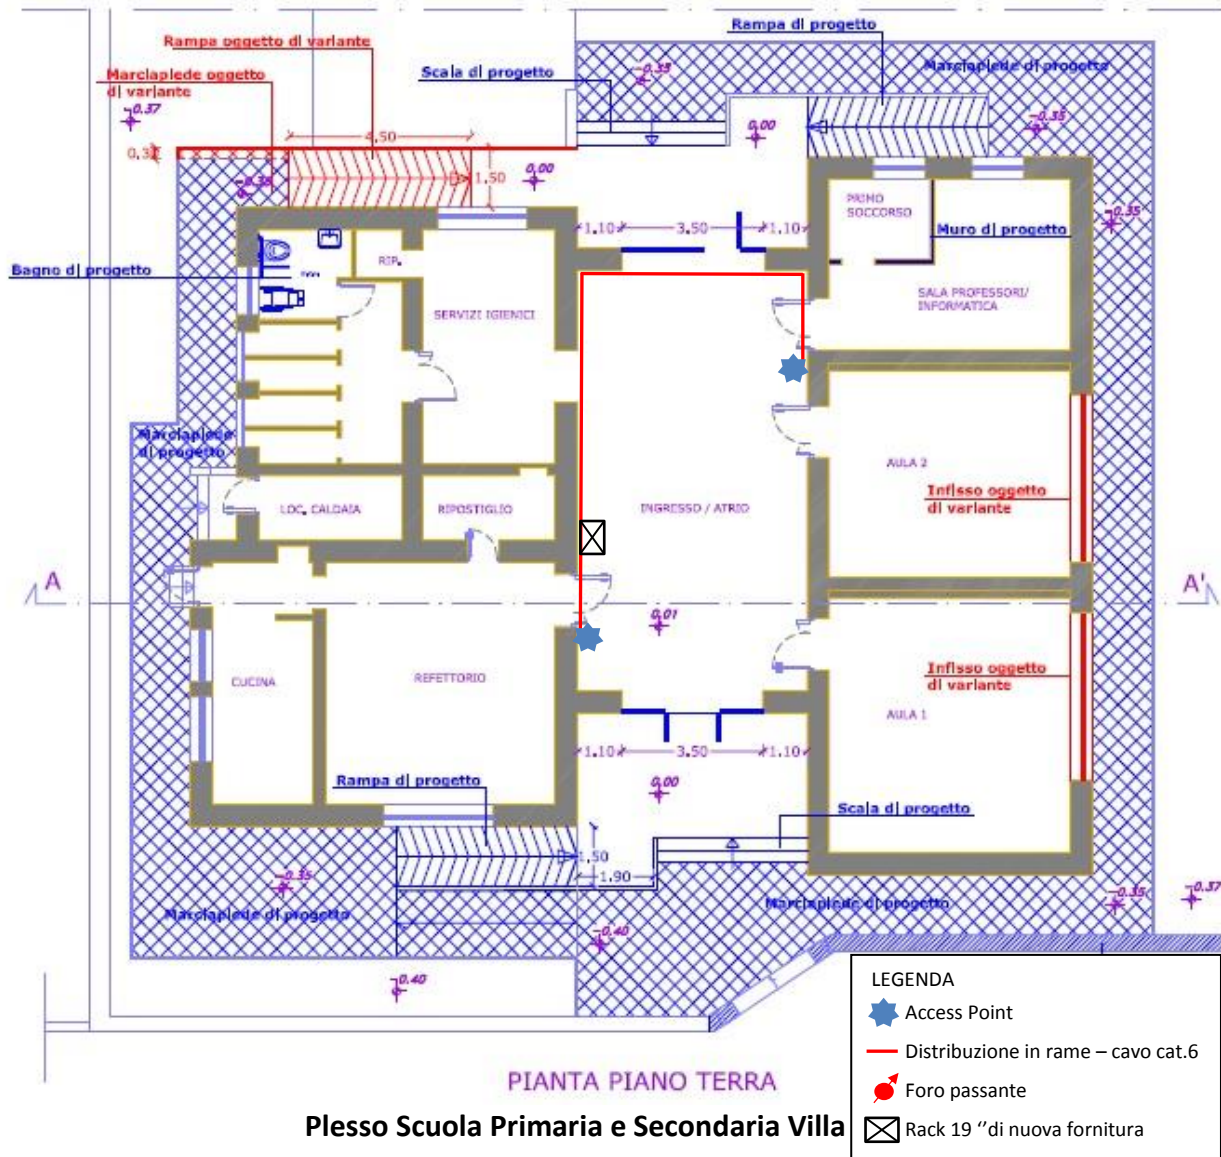 Rampa di progetto
Rampa oggetto di variante
Scala di progetto
-0.35
Marciapiede di progetto
Marciapiede oggetto
di variante
-0.37
4.50
0.00
-0.35
0.3
-0.35
1.50
0.00
PRIMO
SOCCORSO
-0.35
1.10
3.50
1.10
Muro di progetto
Bagno di progetto
RIP.
SALA PROFESSORI/
INFORMATICA
SERVIZI IGIENICI
Marciapiede
di progetto
AULA 2
Infisso oggetto
di variante
LOC. CALDAIA
RIPOSTIGLIO
INGRESSO / ATRIO
A
A'
0.01
CUCINA
REFETTORIO
Infisso oggetto
di variante
AULA 1
1.10
3.50
1.10
Rampa di progetto
0.00
Scala di progetto
1.50
1.90
-0.35
Marciapiede di progetto
Marciapiede di progetto
-0.35
-0.37
-0.40
-0.40
LEGENDA
Access Point
Distribuzione in rame – cavo cat.6
Foro passante
Rack 19 ‘’di nuova fornitura
PIANTA PIANO TERRA
Plesso Scuola Primaria e Secondaria Villa